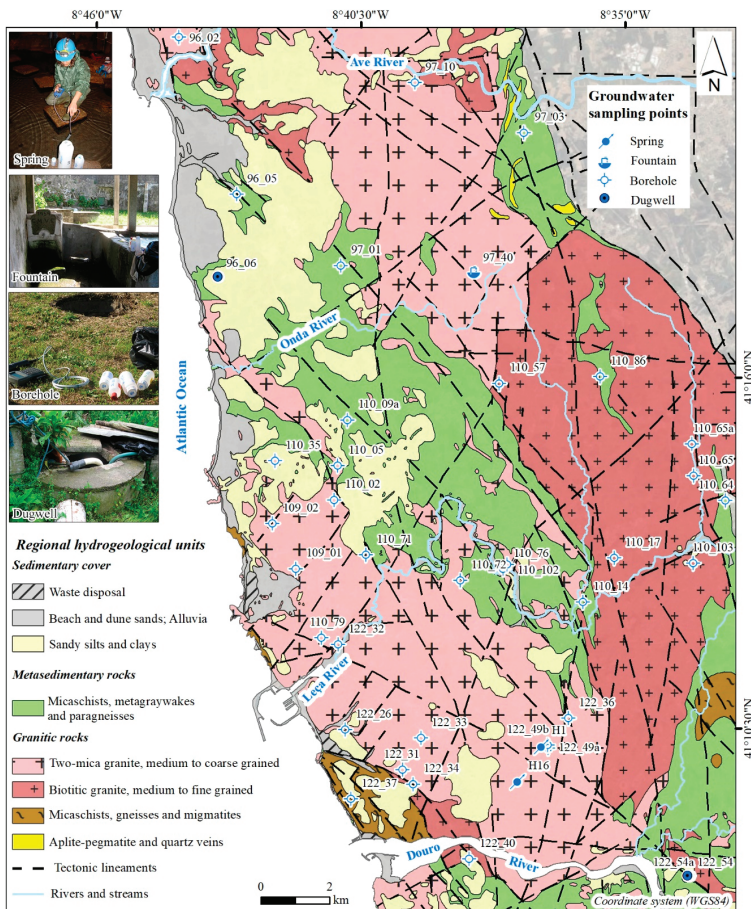 8°46'0"W
8°40'30"W
8°35'0"W
96_02
Ave River
97_10
97_03
N
Groundwater
sampling points
Spring
Fountain
Borehole
Dugwell
Spring
96_05
97_01
97_40
96_06
Fountain
Onda River
Atlantic Ocean
Borehole
110_57
110_86
110_09a
110_35
110_05
110_02
110_65a
110_65
110_64
Dugwell
109_02
109_01
110_71
110_72
110_76
110_102
110_17
110_103
110_14
110_79
122_32
Leça River
Regional hydrogeological units
Sedimentary cover
Waste disposal
Beach and dune sands; Alluvia
Sandy silts and clays
Metasedimentary rocks
Micaschists, metagraywakes
and paragneisses
Granitic rocks
Two-mica granite, medium to coarse grained
Biotitic granite, medium to fine grained
Micaschists, gneisses and migmatites
Aplite-pegmatite and quartz veins
Tectonic lineaments
Rivers and streams
122_26
122_33
122_36
122_49b
H1
122_49a
122_31
122_34
H16
122_37
122_40
Douro
River
122_54a
122_54
0
2
km
Coordinate system (WGS84)